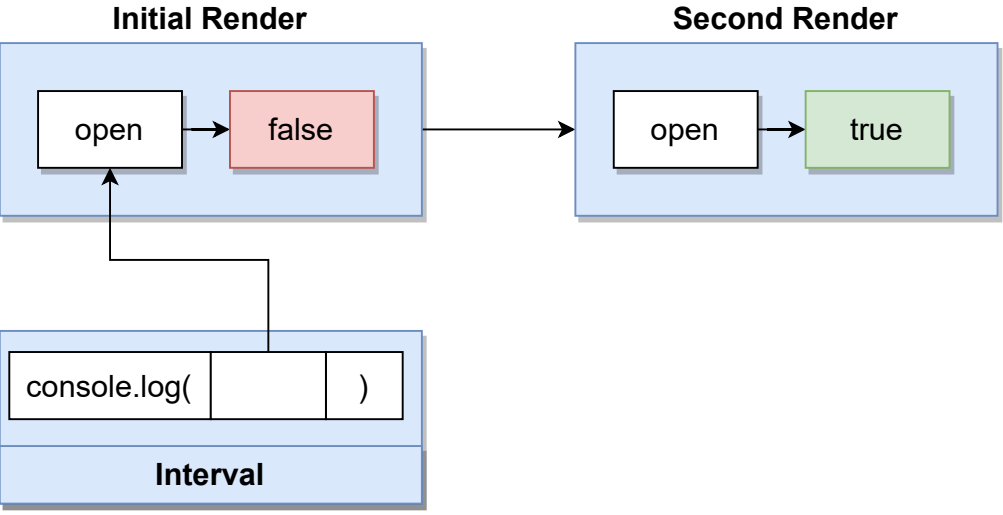 Initial Render
Second Render
open
false
open
true
console.log(
)
Interval